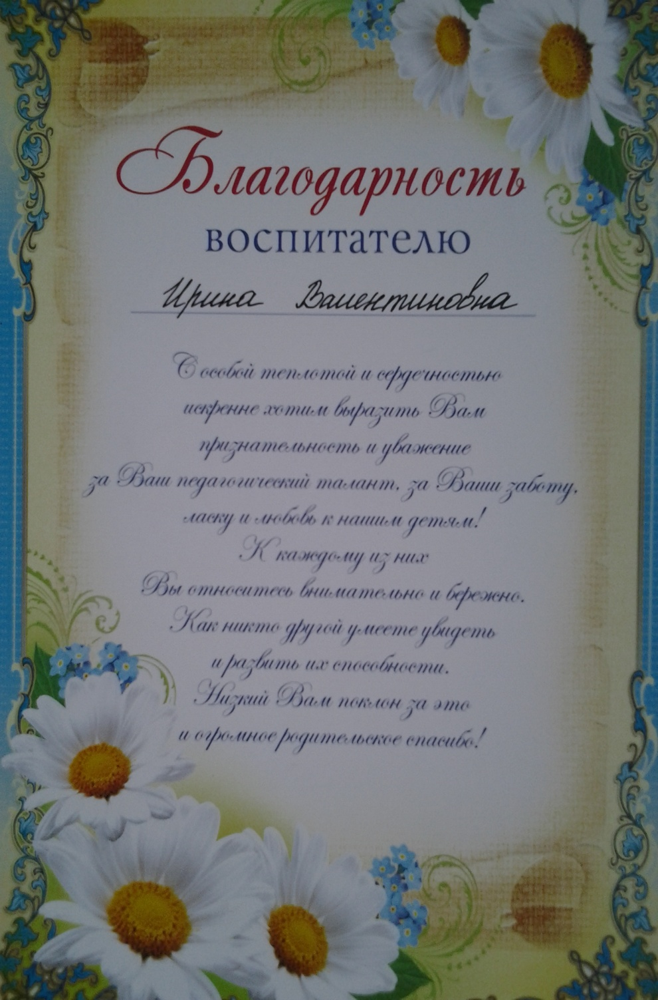 Благодарность
воспитателю
Ирина Валентиновна
С особой теплотой и сердечностью
искренне хотим выразить Вам
признательность и уважение
за Ваш педагогический талант, за Ваши заботу,
ласку и любовь к нашим детям!
К каждому из них
Вы относитесь внимательно и бережно.
Как никто другой умеете увидеть
и развить их способности.
Низкий Вам поклон за это
и огромное родительское спасибо!